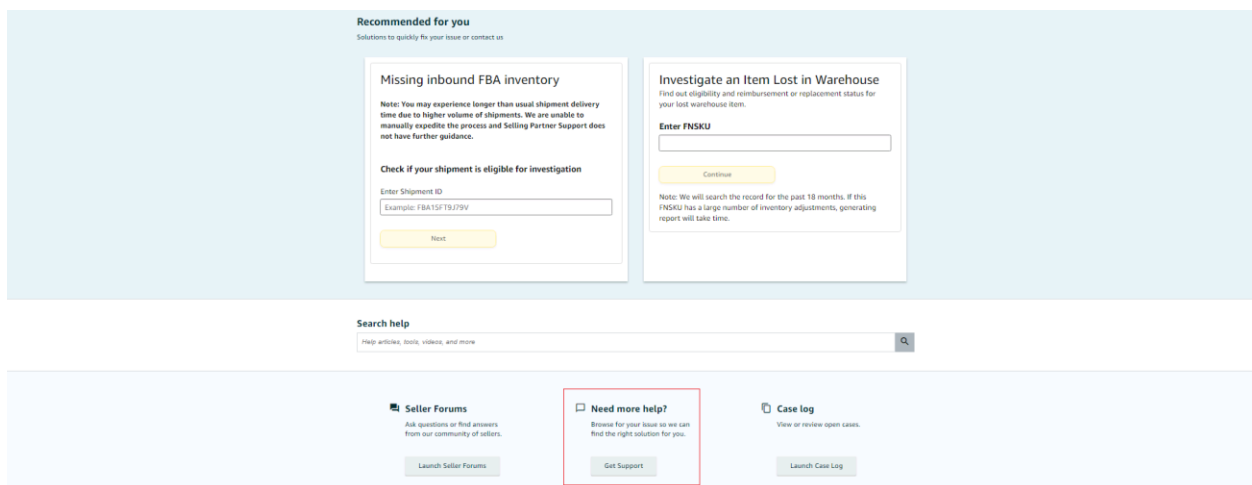 Recommended for you
Solutions to quickly fix your issue or contact us
Missing inbound FBA inventory
Note: You may experience longer than usual shipment delivery
time due to higher volume of shipments. We are unable to
manually expedite the process and Selling Partner Support does
not have further guidance.
Check if your shipment is eligible for investigation
Enter Shipment ID
Example: FBA15FT9J79V
Next
Investigate an Item Lost in Warehouse
Find out eligibility and reimbursement or replacement status for
your lost warehouse item.
Enter FNSKU
Continue
Note: We will search the record for the past 18 months. If this
FNSKU has a large number of inventory adjustments, generating
report will take time.
Search help
Help articles, tools, videos, and more
Seller Forums
Ask questions or find answers
from our community of sellers.
Launch Seller Forums
Need more help?
Browse for your issue so we can
find the right solution for you.
Get Support
Case log
View or review open cases.
Launch Case Log